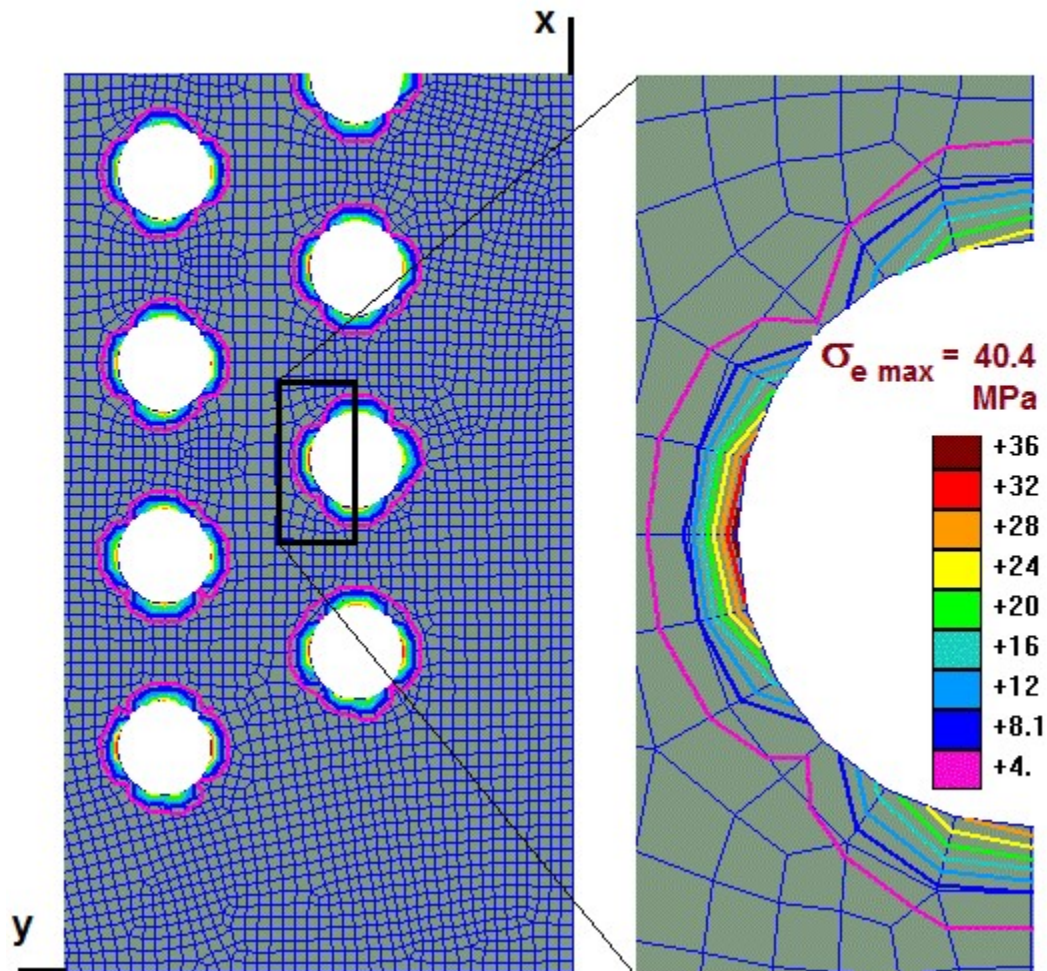 x
σe max = 40.4
MPa
+36
+32
+28
+24
+20
+16
+12
+8.1
+4.
y